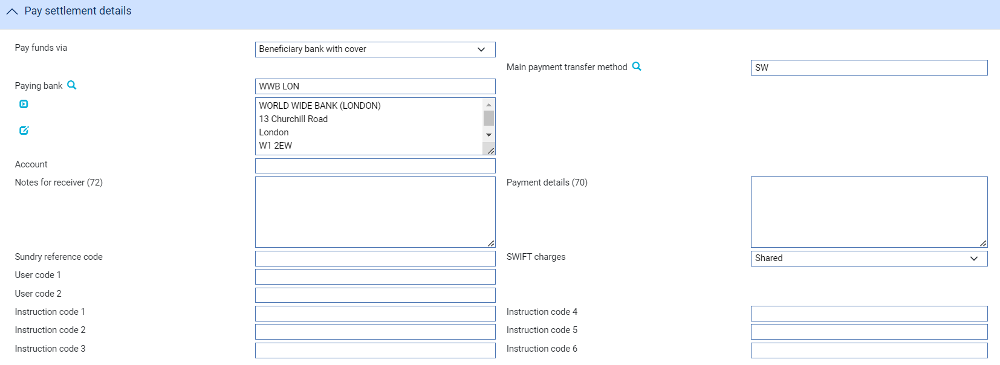 Pay settlement details
Pay funds via
Beneficiary bank with cover
Main payment transfer method
SW
Paying bank
WWB LON
WORLD WIDE BANK (LONDON)
13 Churchill Road
London
W1 2EW
Account
Notes for receiver (72)
Payment details (70)
Sundry reference code
SWIFT charges
Shared
User code 1
User code 2
Instruction code 1
Instruction code 4
Instruction code 2
Instruction code 5
Instruction code 3
Instruction code 6